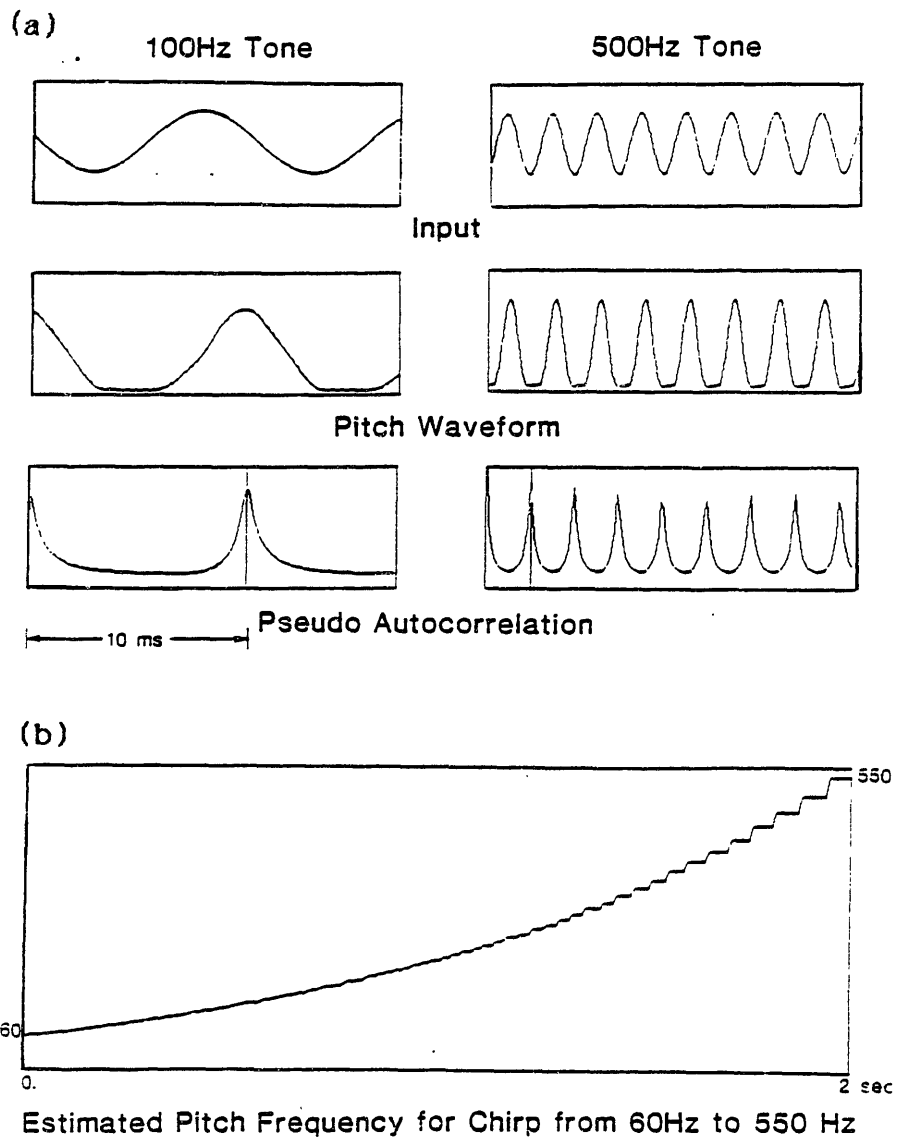 (a)
100Hz Tone
500Hz Tone
Input
Pitch Waveform
Pseudo Autocorrelation
10 ms
(b)
550
60
0.
2 sec
Estimated Pitch Frequency for Chirp from 60Hz to 550 Hz